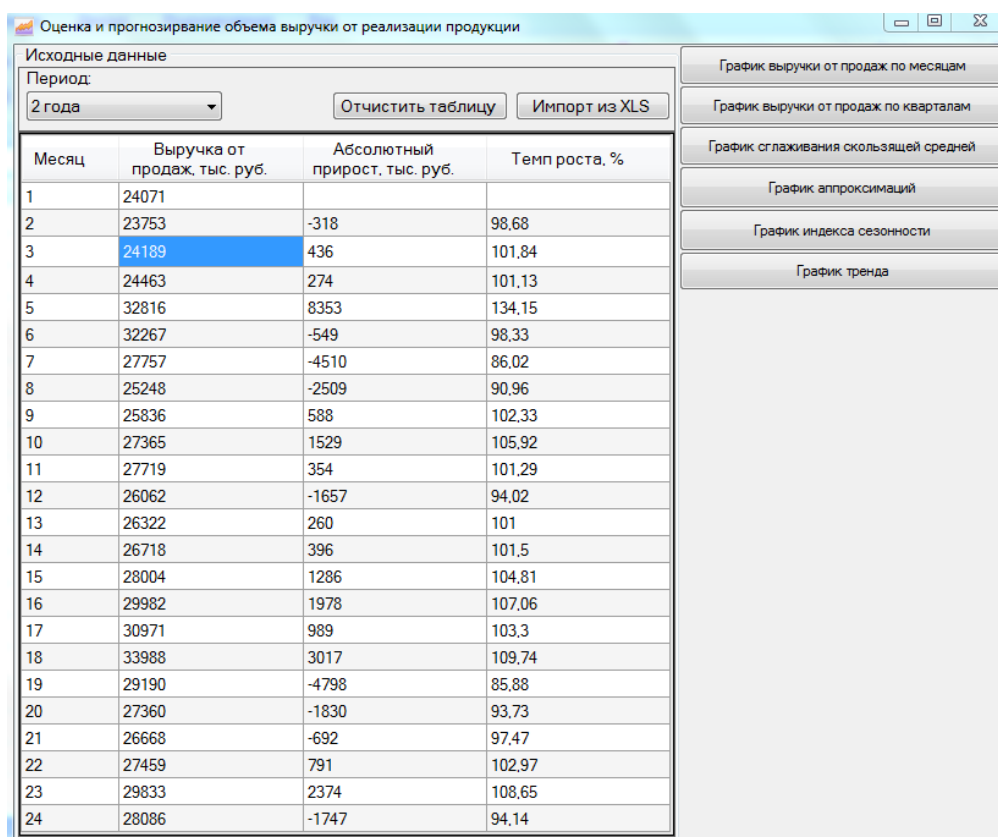 Оценка и прогнозирвание объема выручки от реализации продукции
Исходные данные
Период:
2 года
Отчистить таблицу
Импорт из XLS
График выручки от продаж по месяцам
График выручки от продаж по кварталам
График сглаживания скользящей средней
График аппроксимаций
График индекса сезонности
График тренда
Месяц Выручка от продаж, тыс. руб. Абсолютный прирост, тыс. руб. Темп роста, %
1 24071
2 23753 -318 98,68
3 24189 436 101,84
4 24463 274 101,13
5 32816 8353 134,15
6 32267 -549 98,33
7 27757 -4510 86,02
8 25248 -2509 90,96
9 25836 588 102,33
10 27365 1529 105,92
11 27719 354 101,29
12 26062 -1657 94,02
13 26322 260 101
14 26718 396 101,5
15 28004 1286 104,81
16 29982 1978 107,06
17 30971 989 103,3
18 33988 3017 109,74
19 29190 -4798 85,88
20 27360 -1830 93,73
21 26668 -692 97,47
22 27459 791 102,97
23 29833 2374 108,65
24 28086 -1747 94,14